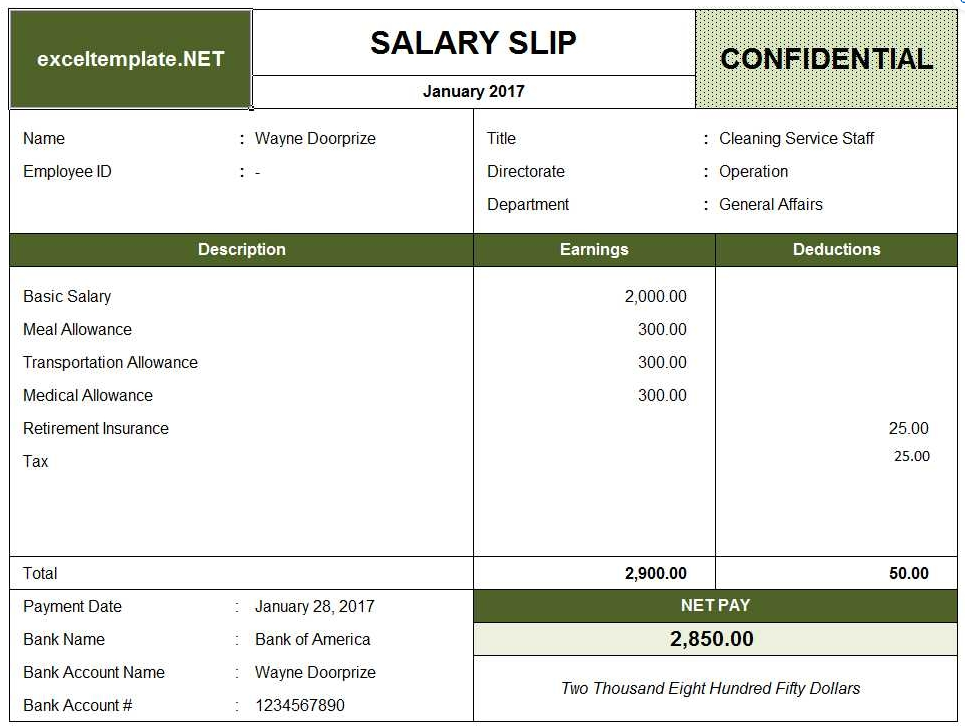 exceltemplate.NET
SALARY SLIP
January 2017
CONFIDENTIAL
Name : Wayne Doorprize
Employee ID : -
Title : Cleaning Service Staff
Directorate : Operation
Department : General Affairs
Description Earnings Deductions
Basic Salary 2,000.00
Meal Allowance 300.00
Transportation Allowance 300.00
Medical Allowance 300.00
Retirement Insurance 25.00
Tax 25.00
Total 2,900.00 50.00
Payment Date : January 28, 2017
Bank Name : Bank of America
Bank Account Name : Wayne Doorprize
Bank Account # : 1234567890
NET PAY
2,850.00
Two Thousand Eight Hundred Fifty Dollars